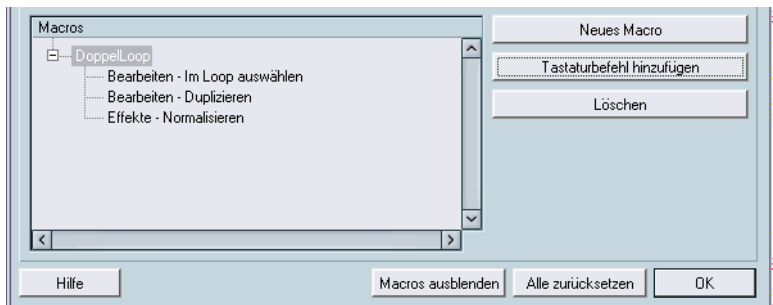 Macros
DoppelLoop
Bearbeiten - Im Loop auswählen
Bearbeiten - Duplizieren
Effekte - Normalisieren
Neues Macro
Tastaturbefehl hinzufügen
Löschen
Hilfe
Macros ausblenden
Alle zurücksetzen
OK